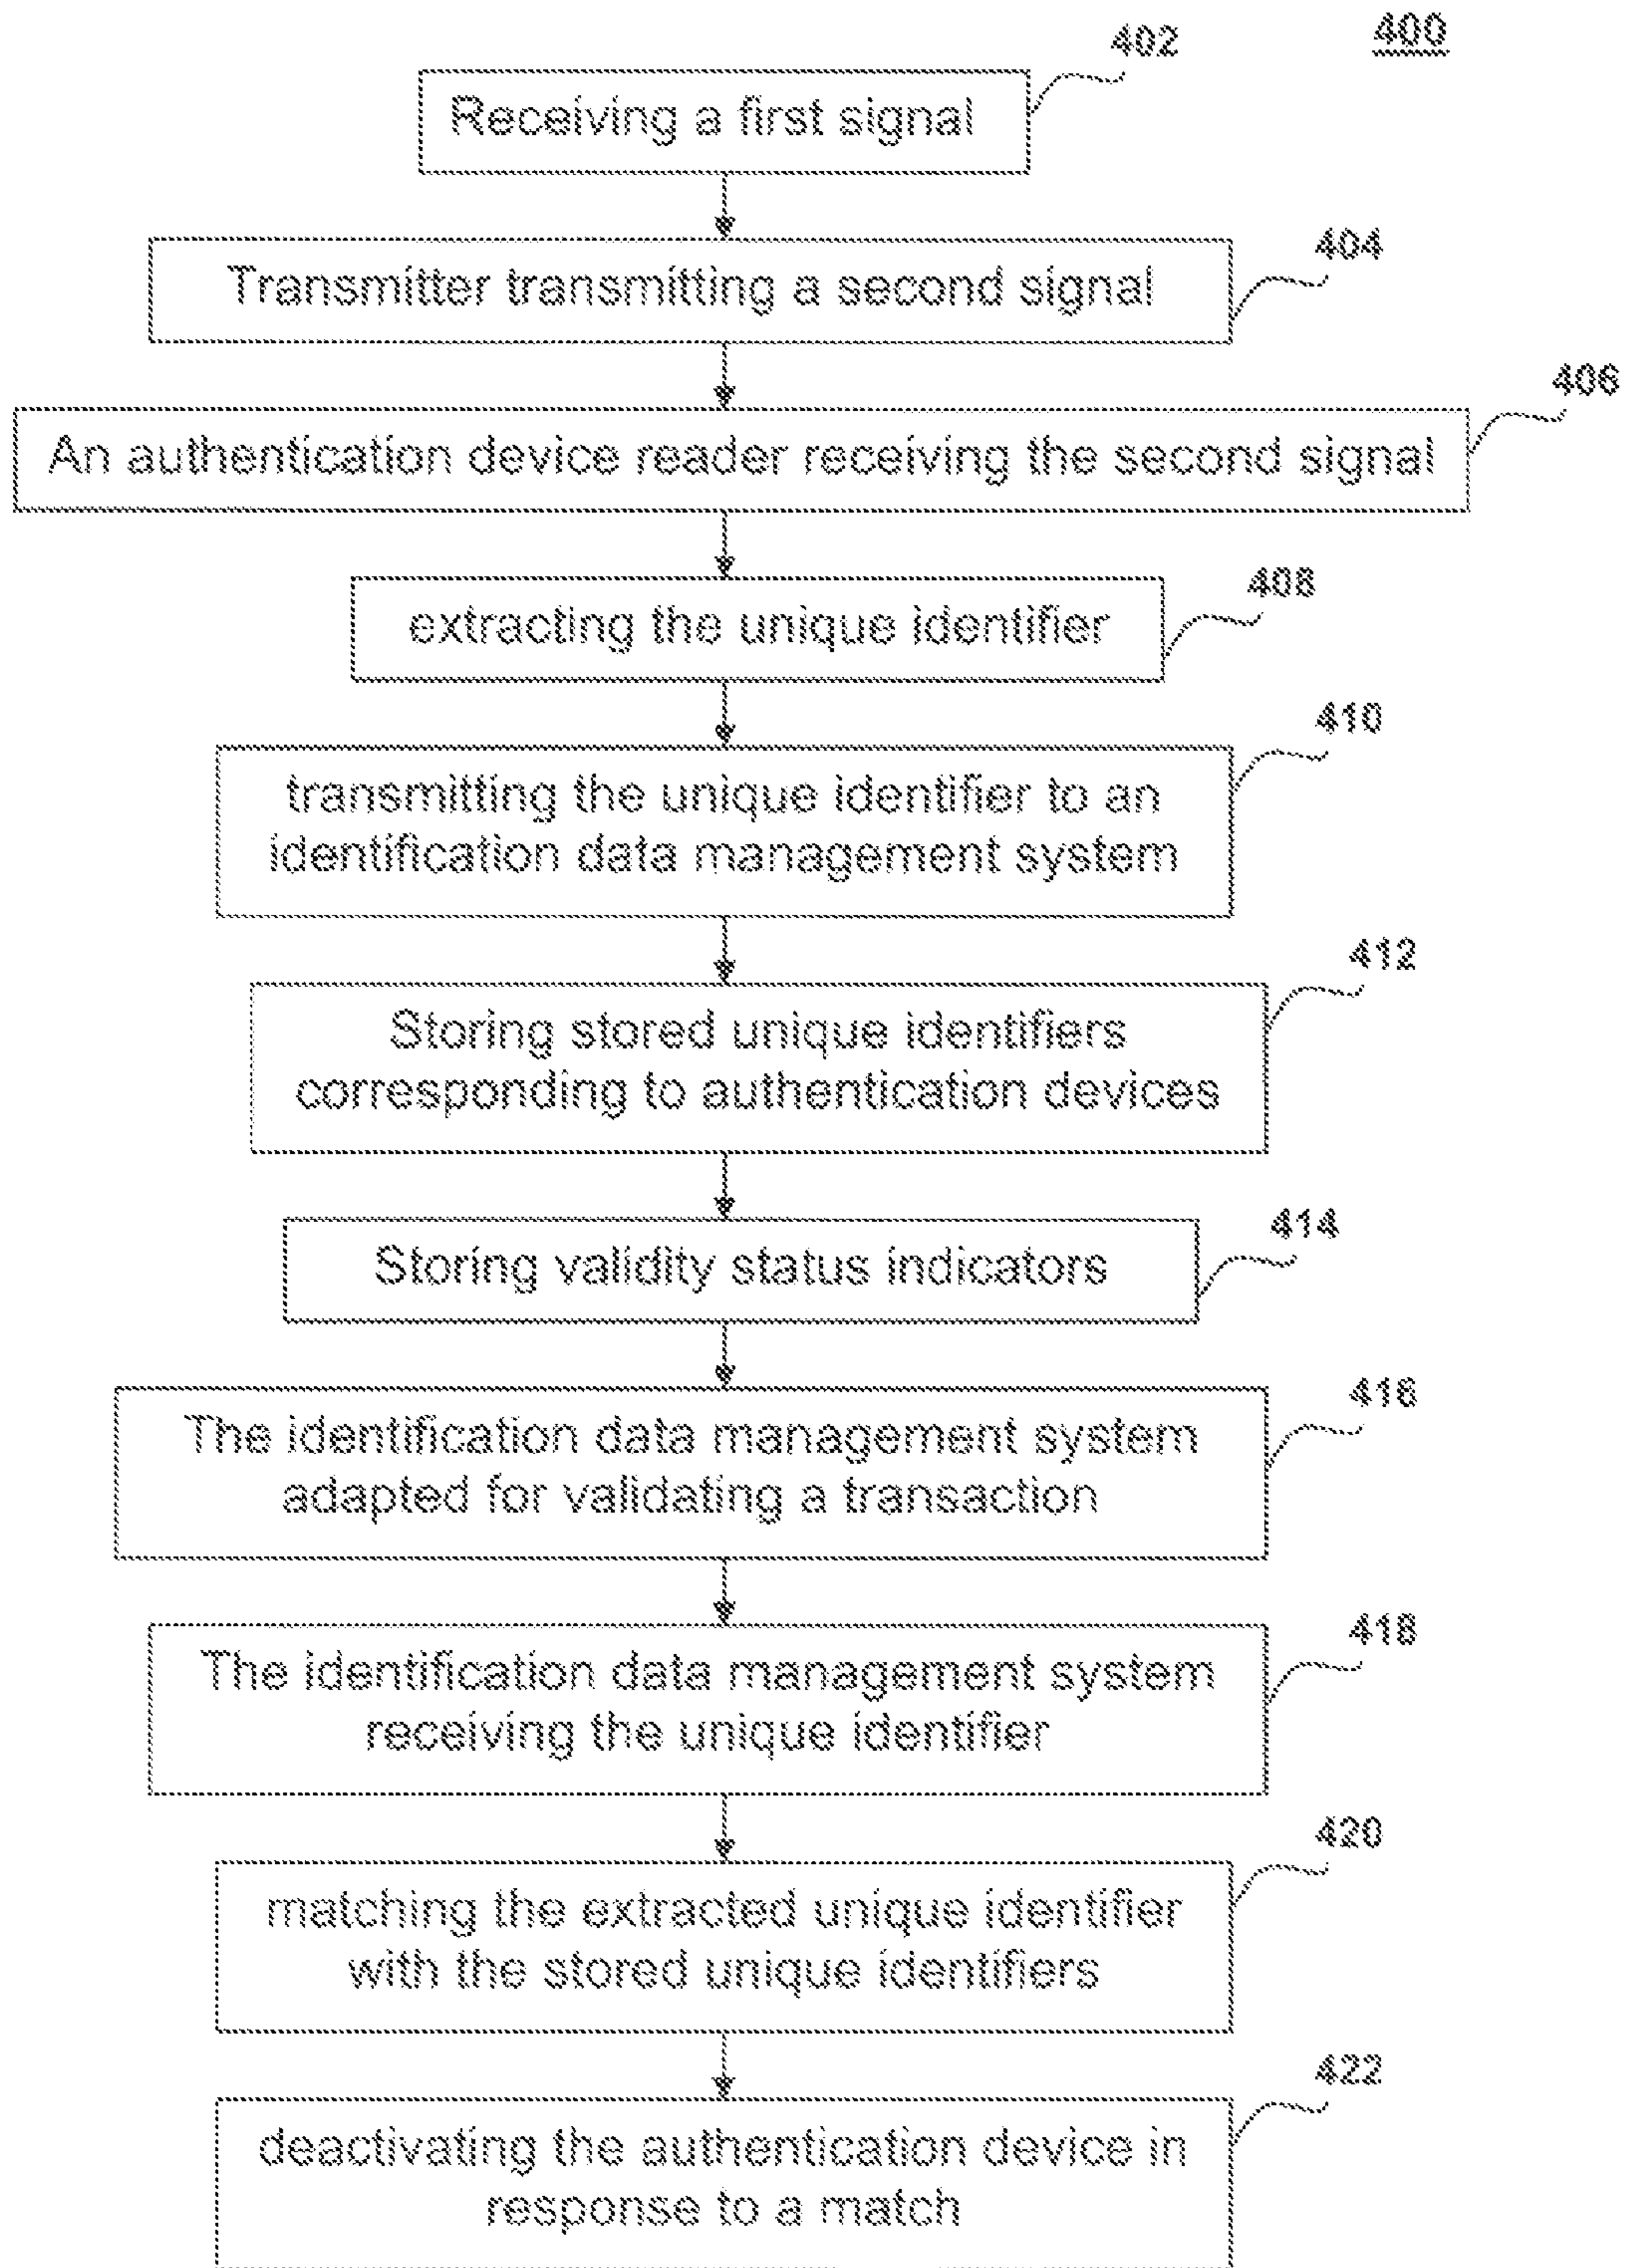 400
402
Receiving a first signal
404
Transmitter transmitting a second signal
406
An authentication device reader receiving the second signal
408
extracting the unique identifier
410
transmitting the unique identifier to an
identification data management system
412
Storing stored unique identifiers
corresponding to authentication devices
414
Storing validity status indicators
416
The identification data management system
adapted for validating a transaction
418
The identification data management system
receiving the unique identifier
420
matching the extracted unique identifier
with the stored unique identifiers
422
deactivating the authentication device in
response to a match